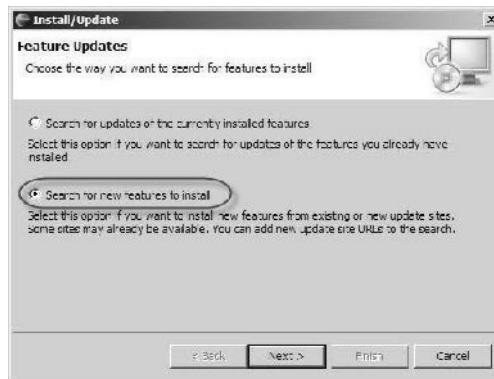 Install/Update
Feature Updates
Choose the way you want to search for features to install
Search for updates of the currently installed features
Select this option if you want to search for updates of the features you already have
installed
Search for new features to install
Select this option if you want to install new features from existing or new update sites.
Some sites may already be available. You can add new update site URLs to the search.
< Back Next > Finish Cancel